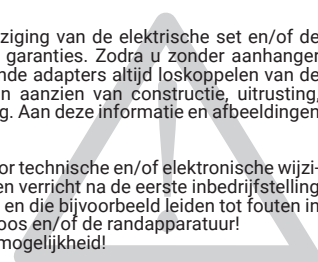 ziging van de elektrische set en/of de
garanties. Zodra u zonder aanhanger
nde adapters altijd loskoppelen van de
n aanzien van constructie, uitrusting,
g. Aan deze informatie en afbeeldingen
or technische en/of elektronische wijzi-
en verricht na de eerste inbedrijfstelling
en die bijvoorbeeld leiden tot fouten in
oos en/of de randapparatuur!
mogelijkheid!